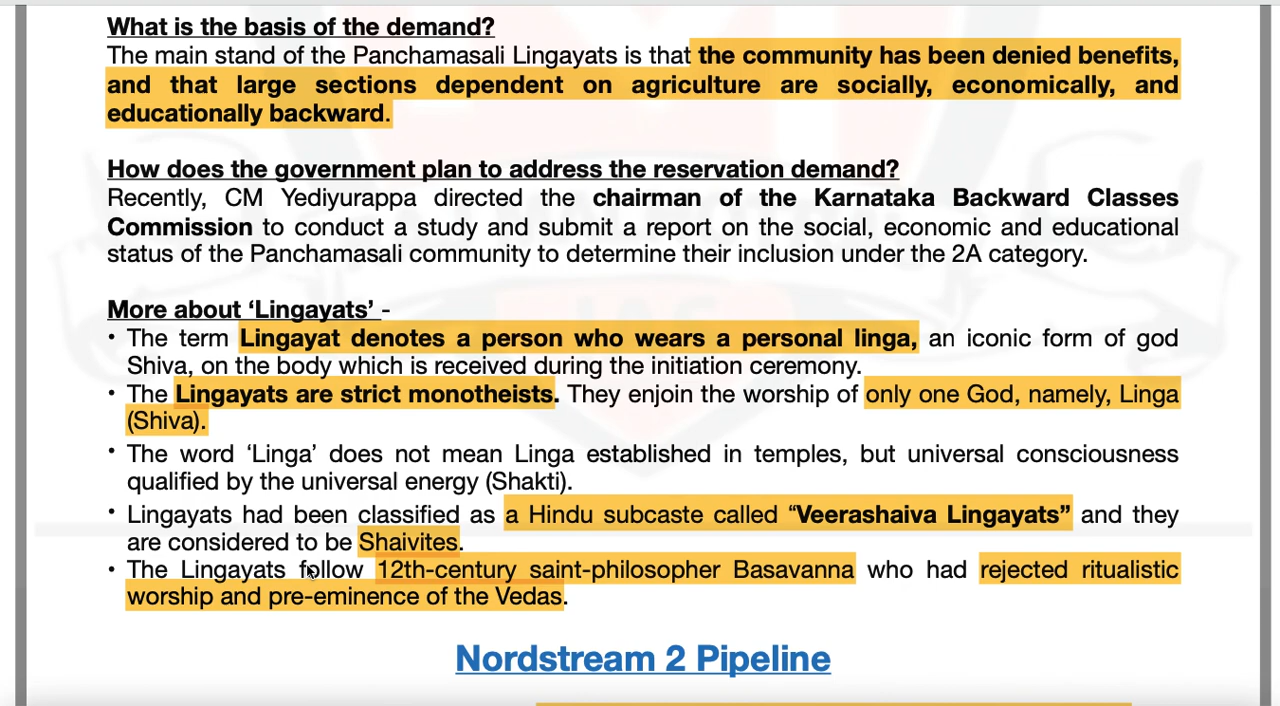 What is the basis of the demand?
The main stand of the Panchamasali Lingayats is that the community has been denied benefits,
and that large sections dependent on agriculture are socially, economically, and
educationally backward.
How does the government plan to address the reservation demand?
Recently, CM Yediyurappa directed the chairman of the Karnataka Backward Classes
Commission to conduct a study and submit a report on the social, economic and educational
status of the Panchamasali community to determine their inclusion under the 2A category.
More about ‘Lingayats’ -
• The term Lingayat denotes a person who wears a personal linga, an iconic form of god
Shiva, on the body which is received during the initiation ceremony.
• The Lingayats are strict monotheists. They enjoin the worship of only one God, namely, Linga
(Shiva).
• The word ‘Linga’ does not mean Linga established in temples, but universal consciousness
qualified by the universal energy (Shakti).
• Lingayats had been classified as a Hindu subcaste called “Veerashaiva Lingayats” and they
are considered to be Shaivites.
• The Lingayats follow 12th-century saint-philosopher Basavanna who had rejected ritualistic
worship and pre-eminence of the Vedas.
Nordstream 2 Pipeline